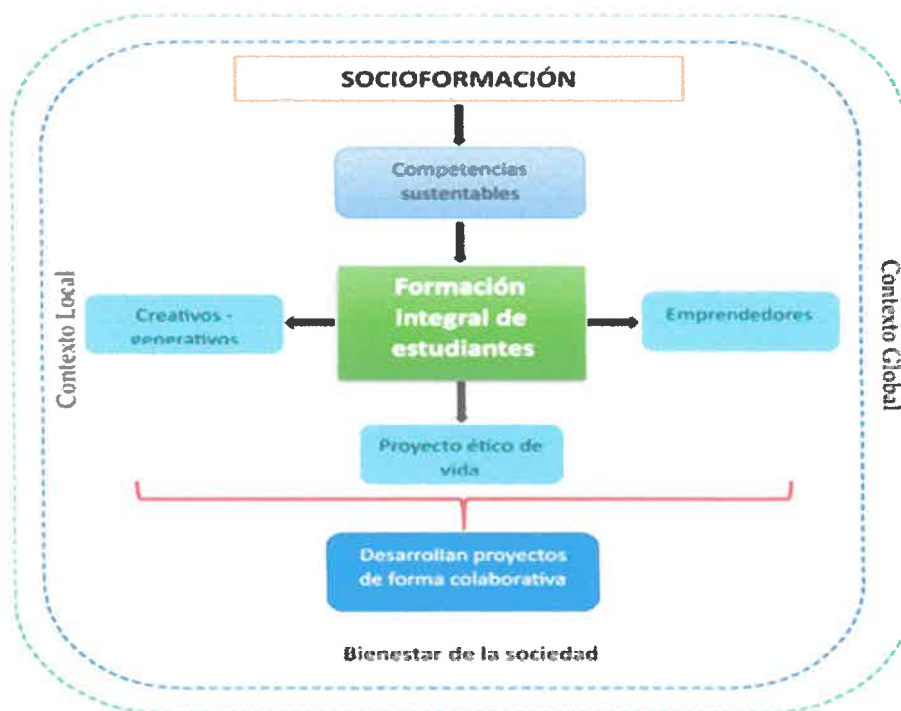 SOCIOFORMACIÓN
Competencias
sustentables
Contexto Local
Creativos -
generativos
Formación
integral de
estudiantes
Emprendedores
Contexto Global
Proyecto ético de
vida
Desarrollan proyectos
de forma colaborativa
Bienestar de la sociedad